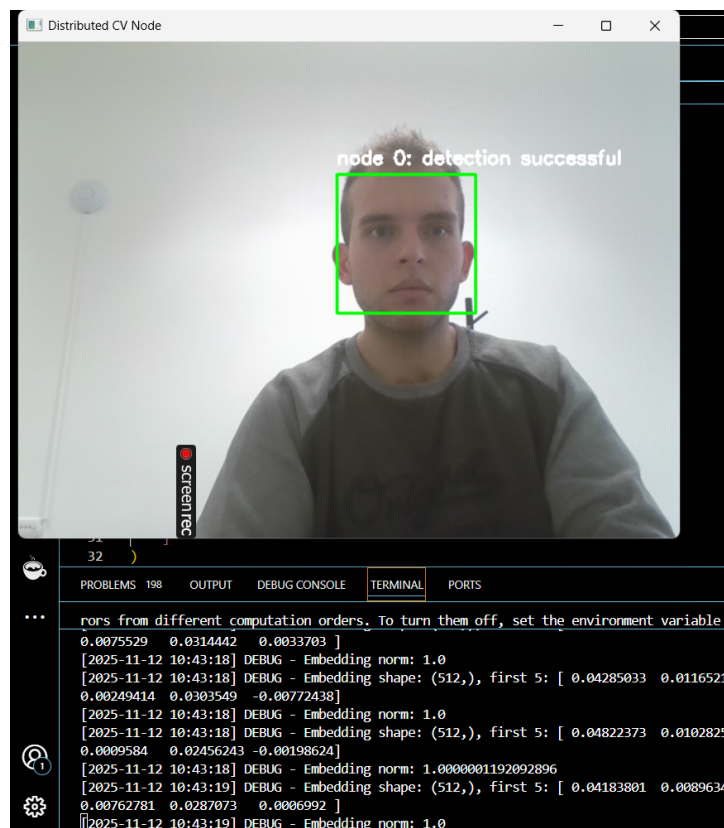 Distributed CV Node
node 0: detection successful
screenrec
32 )
PROBLEMS 198 OUTPUT DEBUG CONSOLE TERMINAL PORTS
rors from different computation orders. To turn them off, set the environment variable
0.0075529 0.0314442 0.0033703 ]
[2025-11-12 10:43:18] DEBUG - Embedding norm: 1.0
[2025-11-12 10:43:18] DEBUG - Embedding shape: (512,), first 5: [ 0.04285033 0.0116521
0.00249414 0.0303549 -0.00772438]
[2025-11-12 10:43:18] DEBUG - Embedding norm: 1.0
[2025-11-12 10:43:18] DEBUG - Embedding shape: (512,), first 5: [ 0.04822373 0.0102825
0.0009584 0.02456243 -0.00198624]
[2025-11-12 10:43:18] DEBUG - Embedding norm: 1.0000001192092896
[2025-11-12 10:43:19] DEBUG - Embedding shape: (512,), first 5: [ 0.04183801 0.0089634
0.00762781 0.0287073 0.0006992 ]
[2025-11-12 10:43:19] DEBUG - Embedding norm: 1.0
1